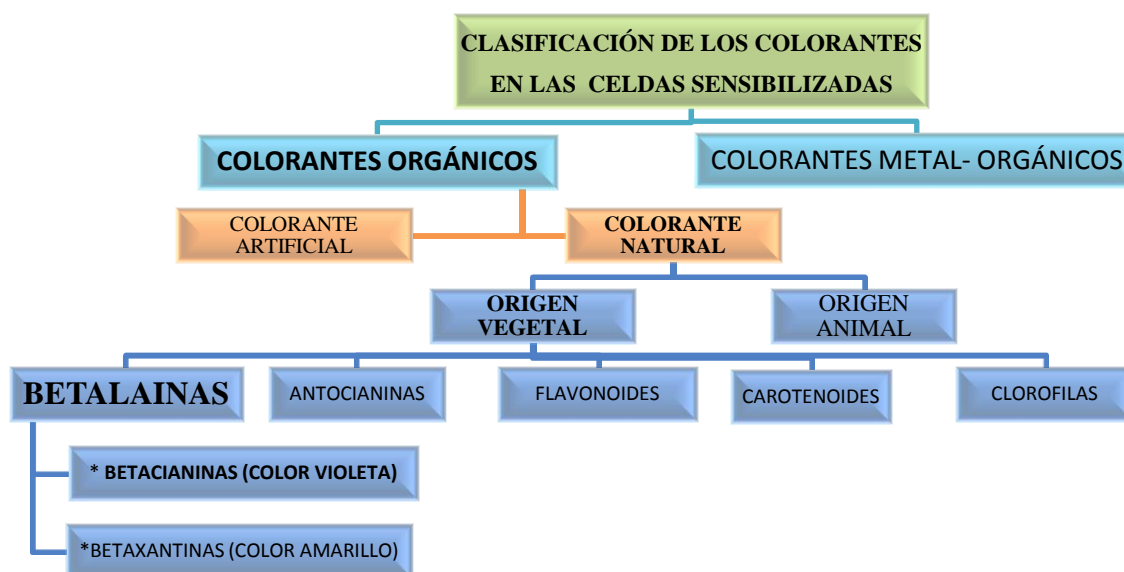 CLASIFICACIÓN DE LOS COLORANTES
EN LAS CELDAS SENSIBILIZADAS
COLORANTES ORGÁNICOS
COLORANTES METAL- ORGÁNICOS
COLORANTE
ARTIFICIAL
COLORANTE
NATURAL
ORIGEN
VEGETAL
ORIGEN
ANIMAL
BETALAINAS
ANTOCIANINAS
FLAVONOIDES
CAROTENOIDES
CLOROFILAS
* BETACIANINAS (COLOR VIOLETA)
*BETAXANTINAS (COLOR AMARILLO)